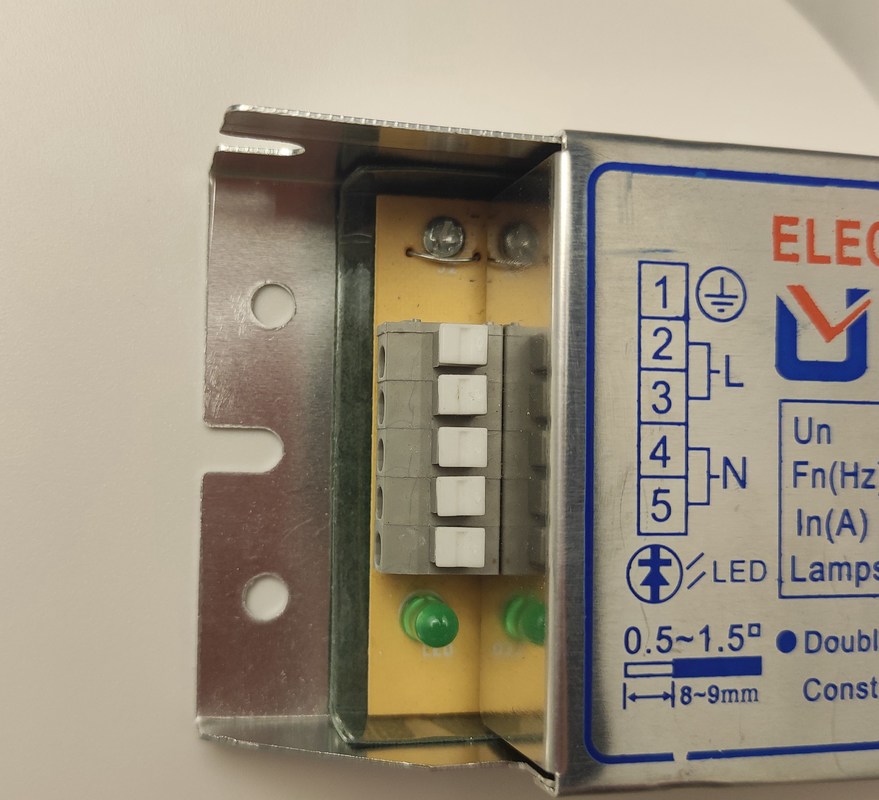 ELEC
1
2
L
3
4
N
5
LED
Un
Fn(Hz)
In(A)
Lamps
0.5~1.5
8~9mm
Doubl
Const